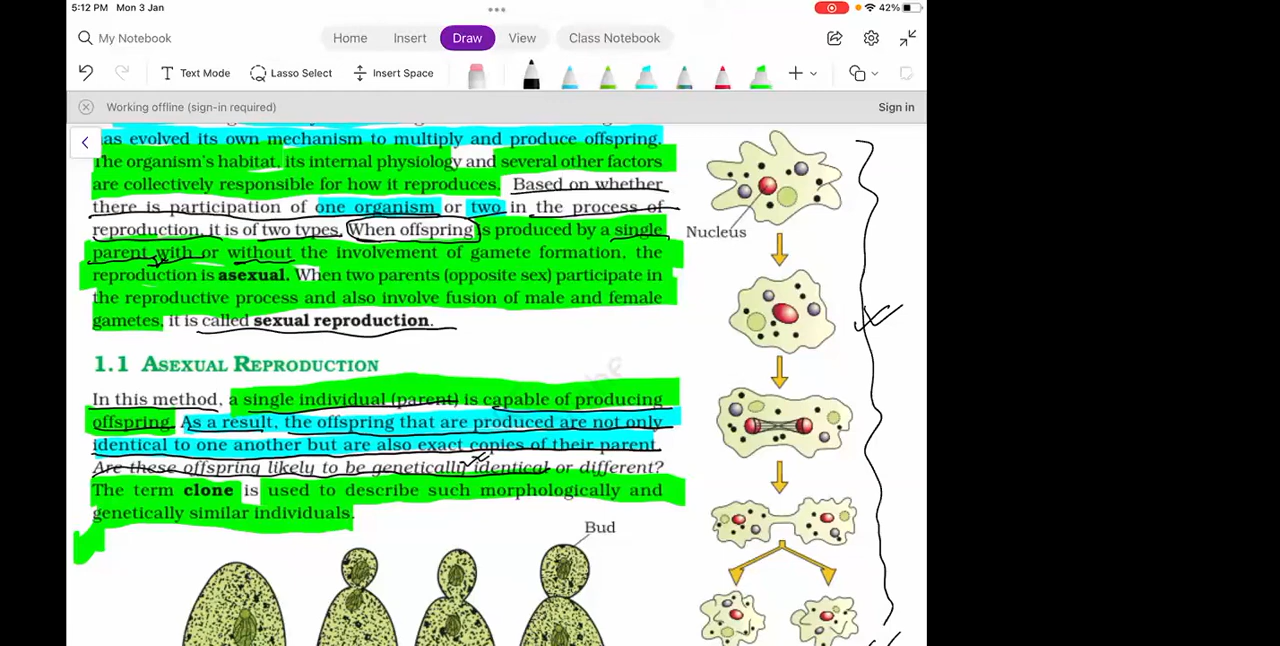 5:12 PM Mon 3 Jan
42%
My Notebook
Home Insert Draw View Class Notebook
Text Mode Lasso Select Insert Space
Working offline (sign-in required) Sign in
has evolved its own mechanism to multiply and produce offspring.
The organism's habitat, its internal physiology and several other factors
are collectively responsible for how it reproduces. Based on whether
there is participation of one organism or two in the process of
reproduction, it is of two types. When offspring is produced by a single
parent with or without the involvement of gamete formation, the
reproduction is asexual. When two parents (opposite sex) participate in
the reproductive process and also involve fusion of male and female
gametes, it is called sexual reproduction.
1.1 ASEXUAL REPRODUCTION
In this method, a single individual (parent) is capable of producing
offspring. As a result, the offspring that are produced are not only
identical to one another but are also exact copies of their parent.
Are these offspring likely to be genetically identical or different?
The term clone is used to describe such morphologically and
genetically similar individuals.
Bud
Nucleus